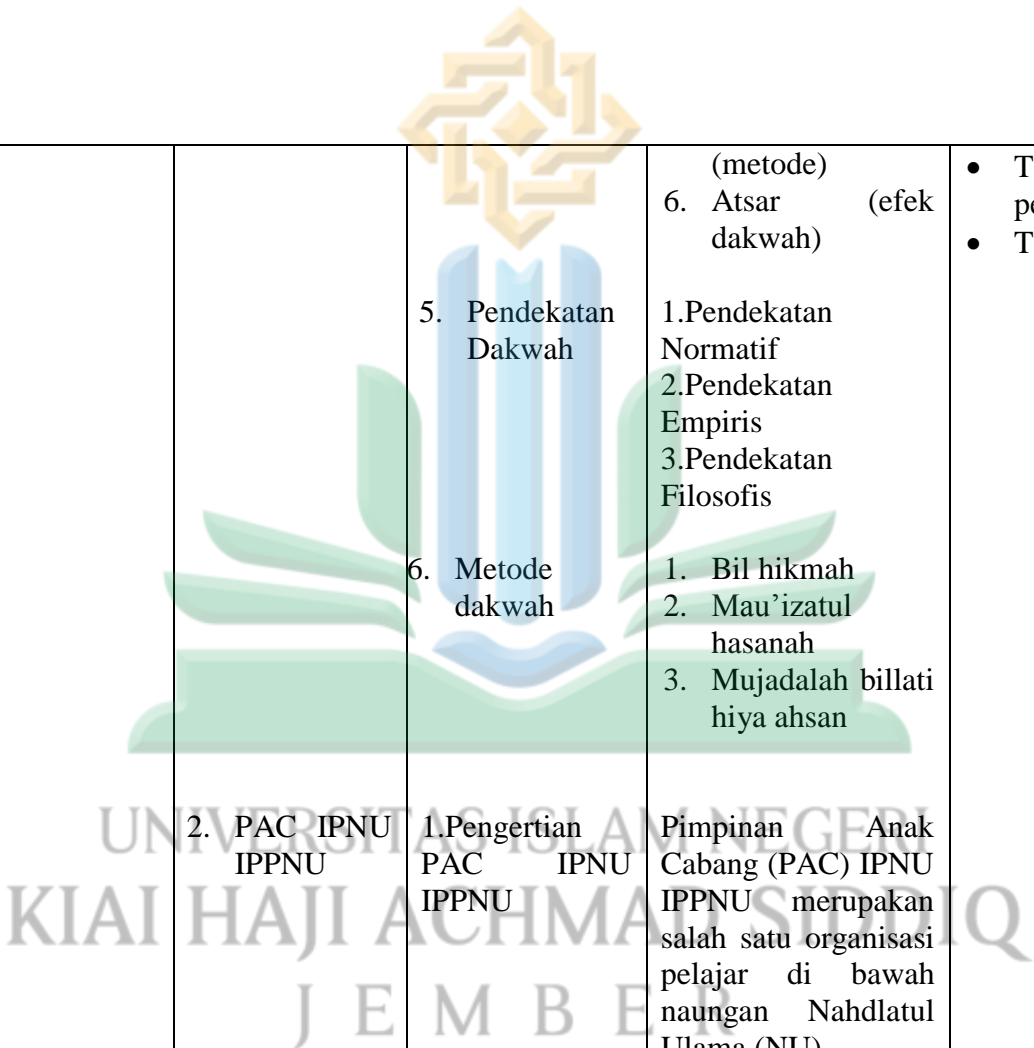 (metode)
6. Atsar (efek
dakwah)
5. Pendekatan
Dakwah
1.Pendekatan
Normatif
2.Pendekatan
Empiris
3.Pendekatan
Filosofis
6. Metode
dakwah
1. Bil hikmah
2. Mau’izatul
hasanah
3. Mujadalah billati
hiya ahsan
2. PAC IPNU
IPPNU
1.Pengertian
PAC IPNU
IPPNU
Pimpinan Anak
Cabang (PAC) IPNU
IPPNU merupakan
salah satu organisasi
pelajar di bawah
naungan Nahdlatul
Ulama (NU)
UNIVERSITAS ISLAM NEGERI
KIAI HAJI ACHMAD SIDDIQ
JEMBER